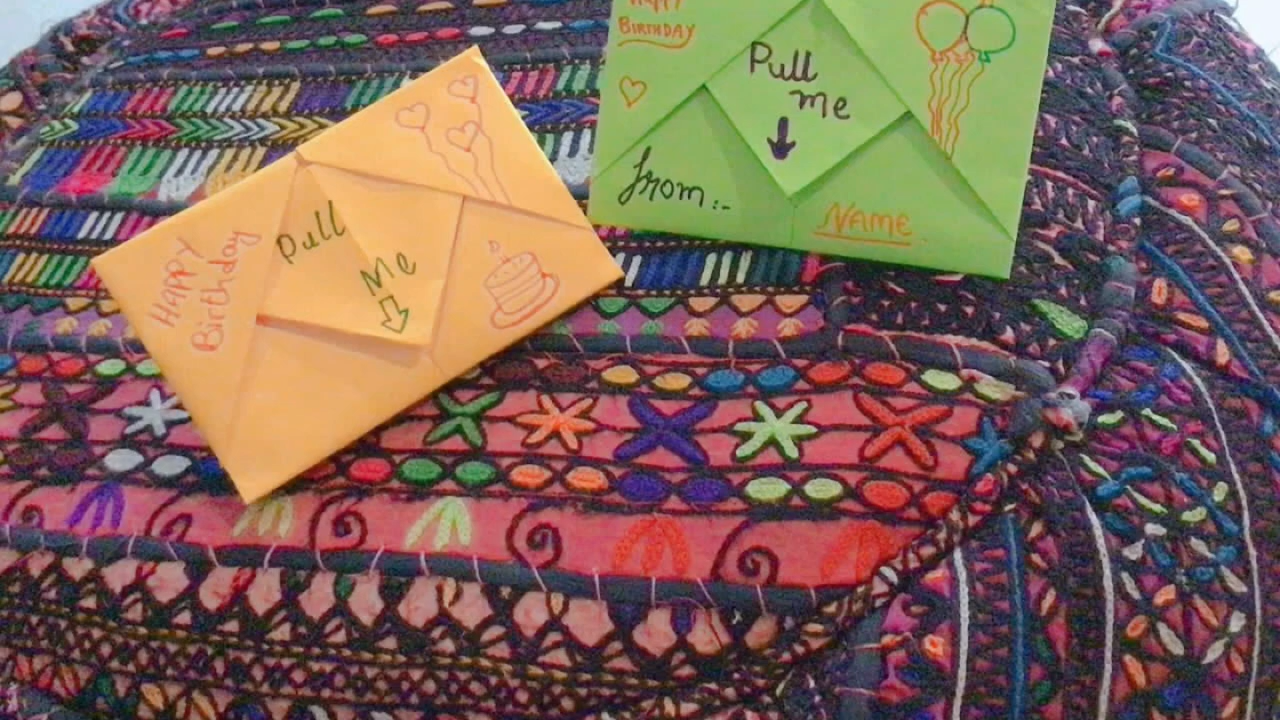 HAPPY
Birthday
Pull
Me
HAPPY
BIRTHDAY
Pull
me
from:-
NAME